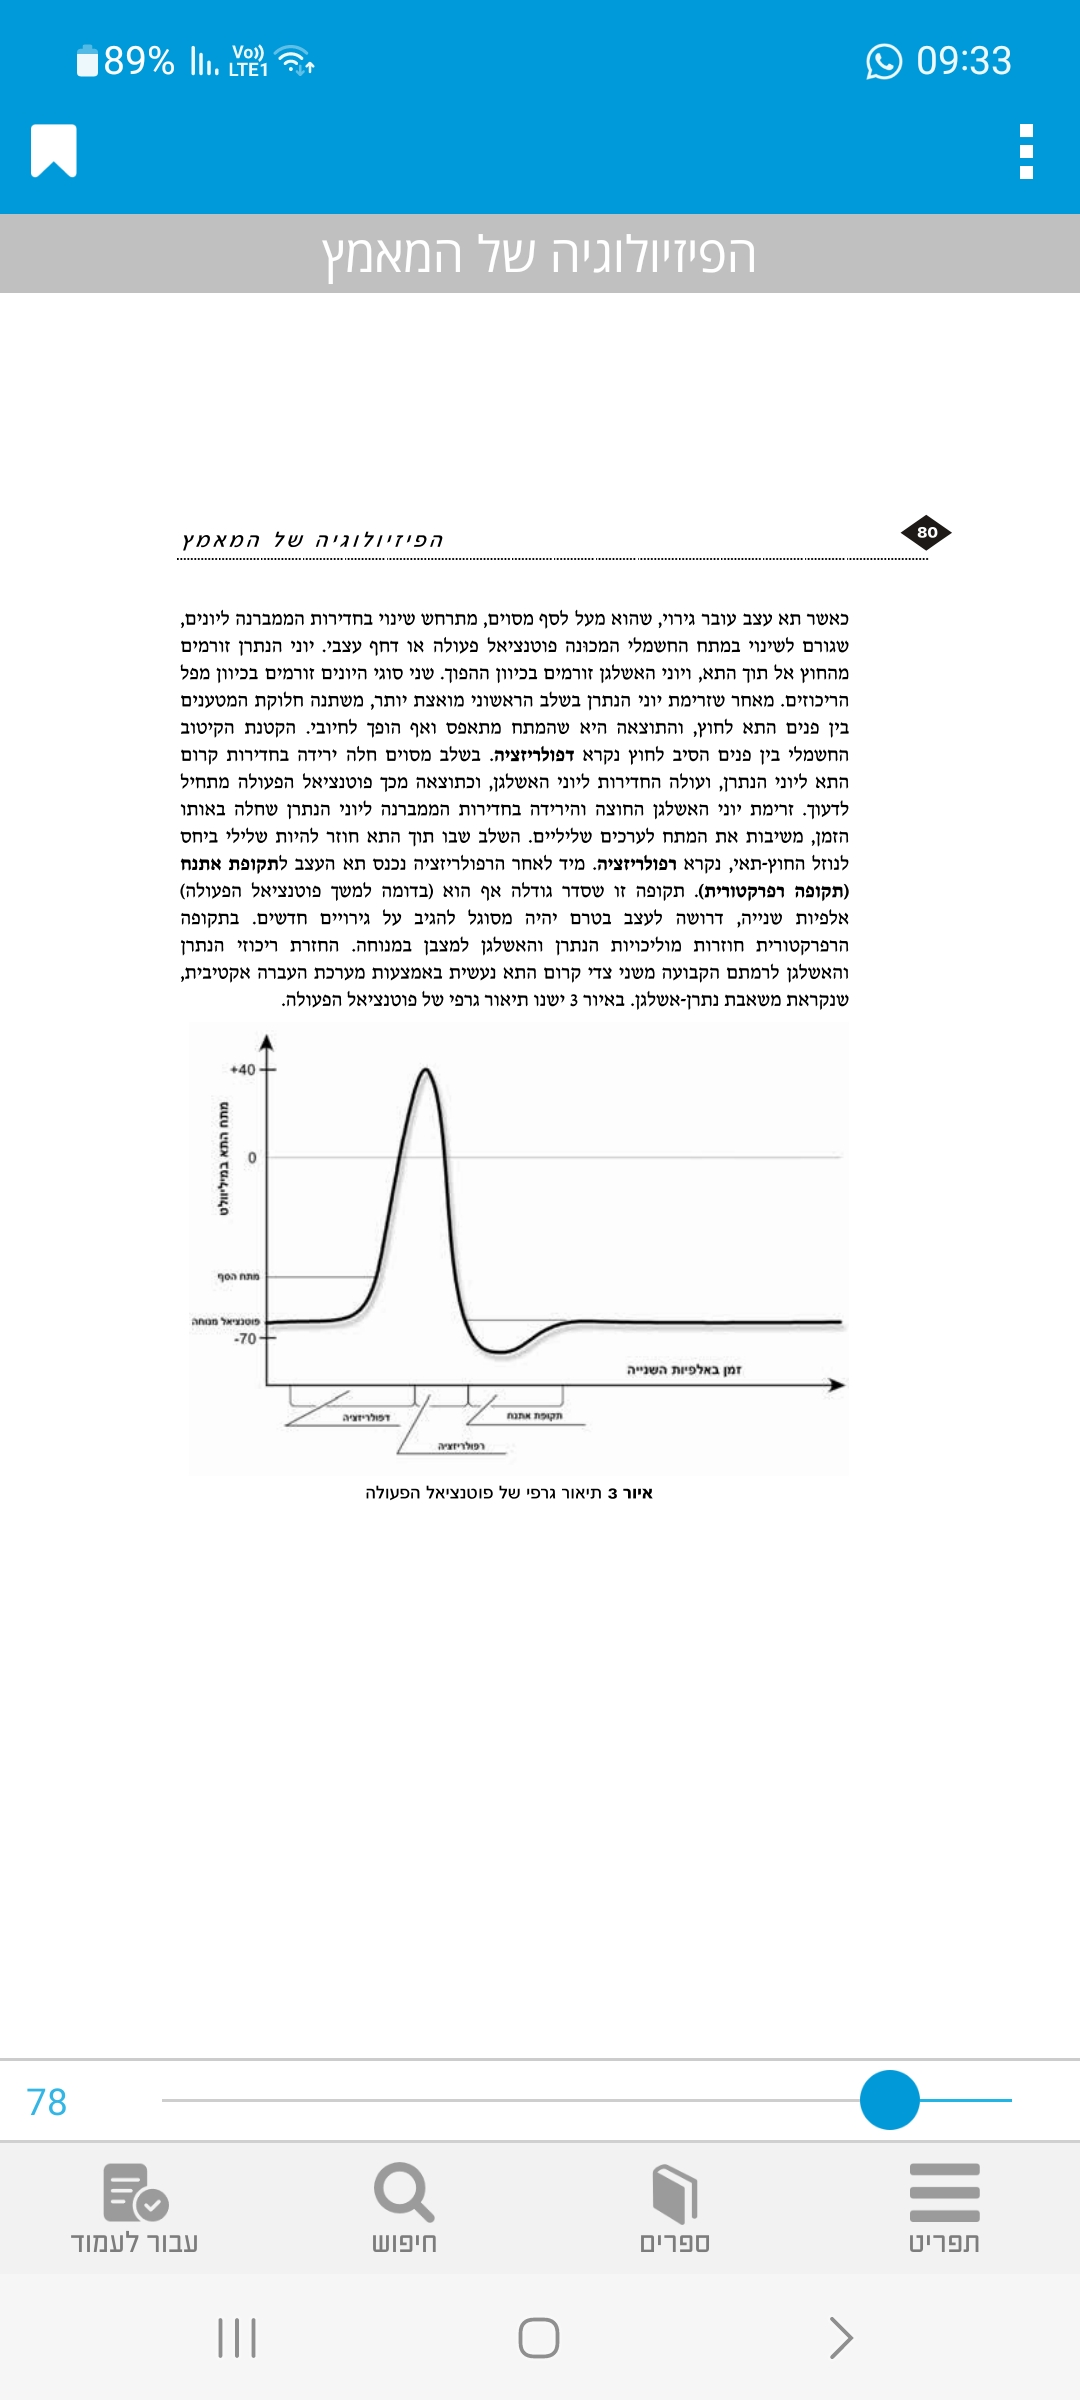 89% Vo)) LTE1 09:33
הפיזיולוגיה של המאמץ
80 הפיזיולוגיה של המאמץ
כאשר תא עצב עובר גירוי, שהוא מעל לסף מסוים, מתרחש שינוי בחדירות הממברנה ליונים,
שגורם לשינוי במתח החשמלי המכונה פוטנציאל פעולה או דחף עצבי. יוני הנתרן זורמים
מהחוץ אל תוך התא, ויוני האשלגן זורמים בכיוון ההפוך. שני סוגי היונים זורמים בכיוון מפל
הריכוזים. מאחר שזרימת יוני הנתרן בשלב הראשוני מואצת יותר, משתנה חלוקת המטענים
בין פנים התא לחוץ, והתוצאה היא שהמתח מתאפס ואף הופך לחיובי. הקטנת הקיטוב
החשמלי בין פנים הסיב לחוץ נקרא דפולריזציה. בשלב מסוים חלה ירידה בחדירות קרום
התא ליוני הנתרן, ועולה החדירות ליוני האשלגן, וכתוצאה מכך פוטנציאל הפעולה מתחיל
לדעוך. זרימת יוני האשלגן החוצה והירידה בחדירות הממברנה ליוני הנתרן שחלה באותו
הזמן, משיבות את המתח לערכים שליליים. השלב שבו תוך התא חוזר להיות שלילי ביחס
לנוזל החוץ-תאי, נקרא רפולריזציה. מיד לאחר הרפולריזציה נכנס תא העצב לתקופת אתנח
(תקופה רפרקטורית). תקופה זו שסדר גודלה אף הוא (בדומה למשך פוטנציאל הפעולה)
אלפיות שנייה, דרושה לעצב בטרם יהיה מסוגל להגיב על גירויים חדשים. בתקופה
הרפרקטורית חוזרות מוליכויות הנתרן והאשלגן למצבן במנוחה. החזרת ריכוזי הנתרן
והאשלגן לרמתם הקבועה משני צדי קרום התא נעשית באמצעות מערכת העברה אקטיבית,
שנקראת משאבת נתרן-אשלגן. באיור 3 ישנו תיאור גרפי של פוטנציאל הפעולה.
+40
מתח התא במיליוולט
0
מתח הסף
פוטנציאל מנוחה
-70
זמן באלפיות השנייה
דפולריזציה
תקופת אתנח
רפולריזציה
איור 3 תיאור גרפי של פוטנציאל הפעולה
78
תפריט ספרים חיפוש עבור לעמוד